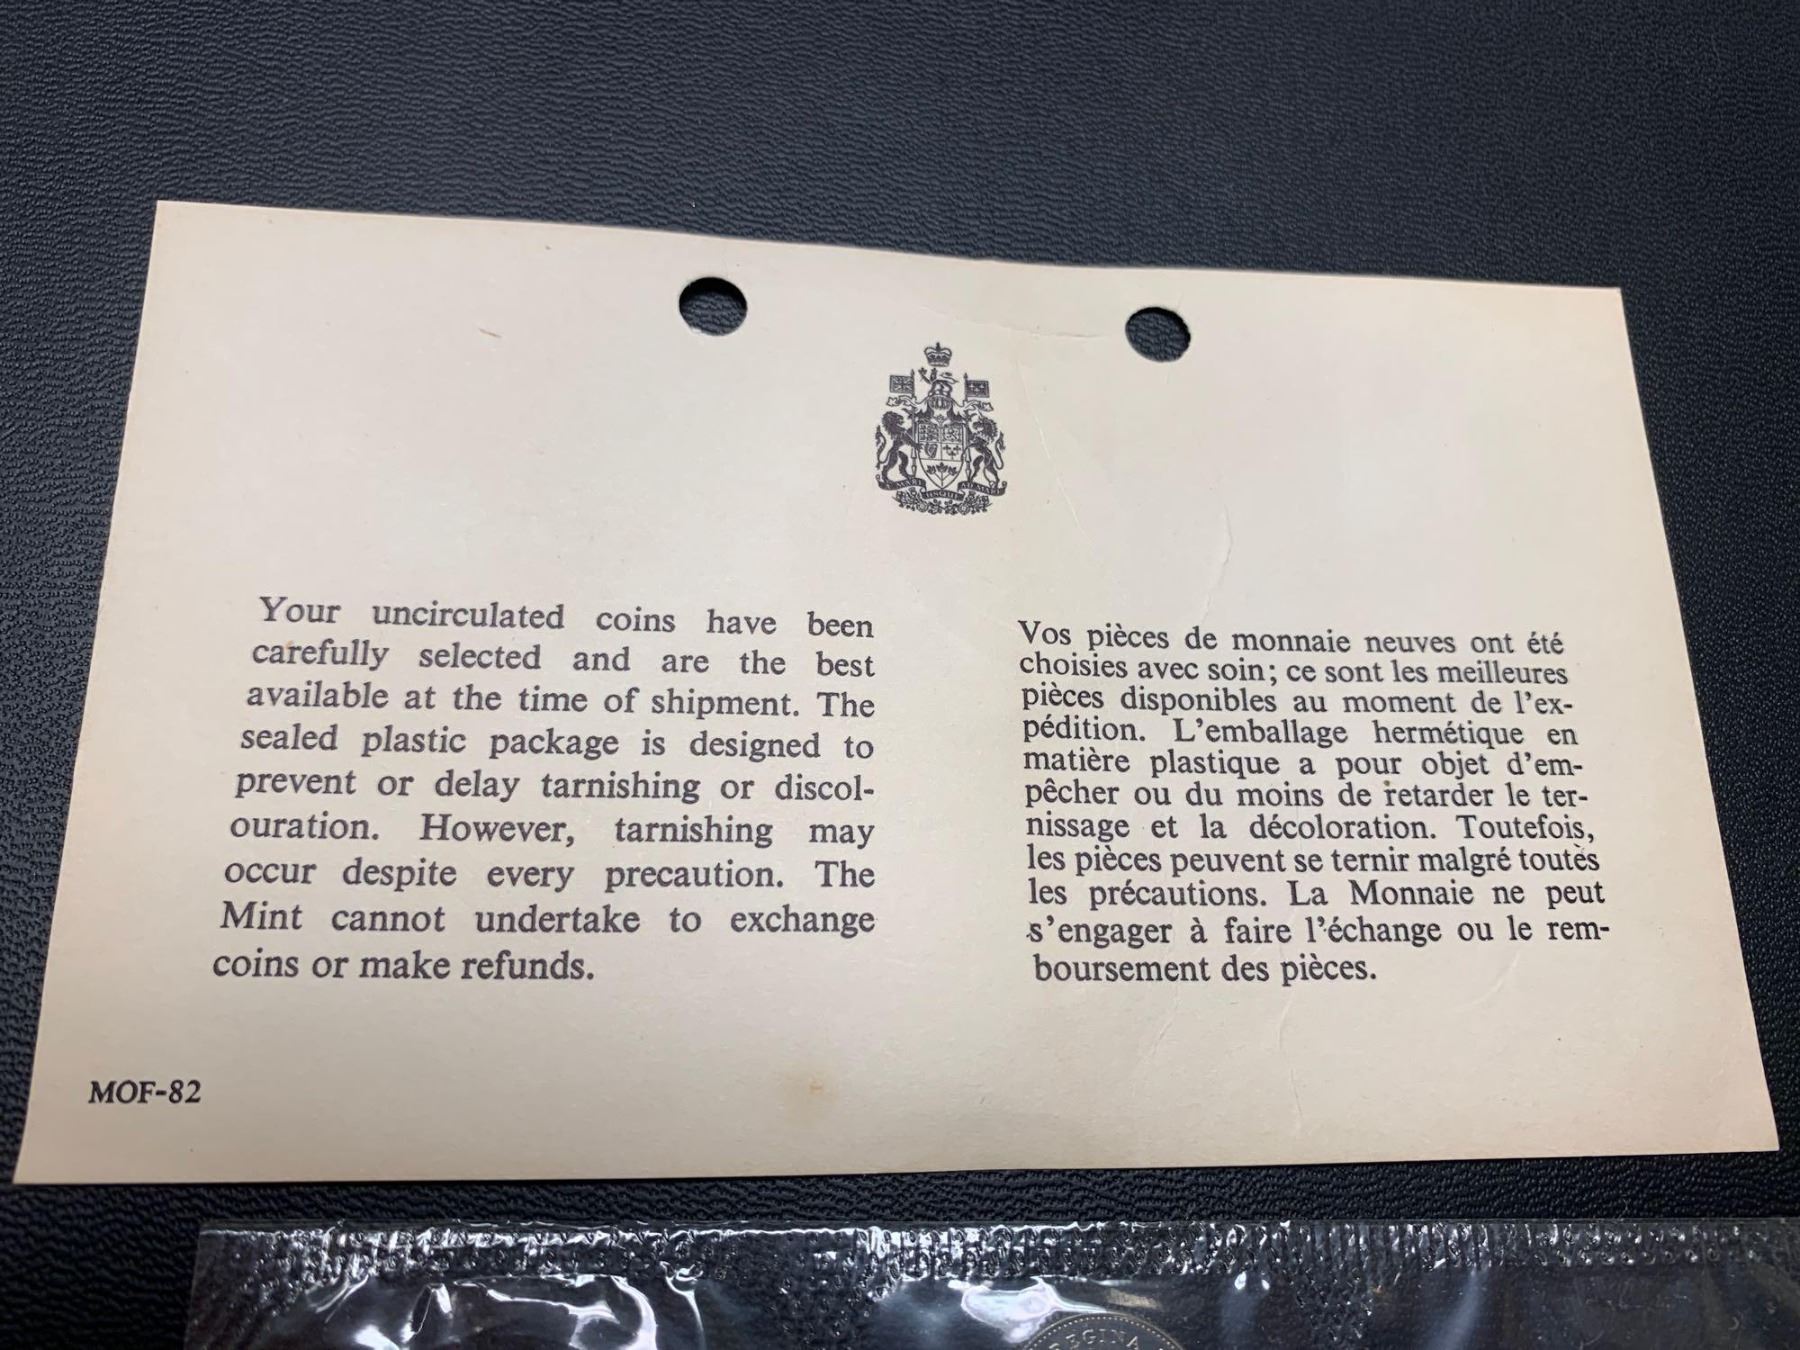 A MARI USQUE AD MARE
Your uncirculated coins have been
carefully selected and are the best
available at the time of shipment. The
sealed plastic package is designed to
prevent or delay tarnishing or discol-
ouration. However, tarnishing may
occur despite every precaution. The
Mint cannot undertake to exchange
coins or make refunds.
Vos pièces de monnaie neuves ont été
choisies avec soin; ce sont les meilleures
pièces disponibles au moment de l'ex-
pédition. L'emballage hermétique en
matière plastique a pour objet d'em-
pêcher ou du moins de retarder le ter-
nissage et la décoloration. Toutefois,
les pièces peuvent se ternir malgré toutes
les précautions. La Monnaie ne peut
s'engager à faire l'échange ou le rem-
boursement des pièces.
MOF-82
REGINA